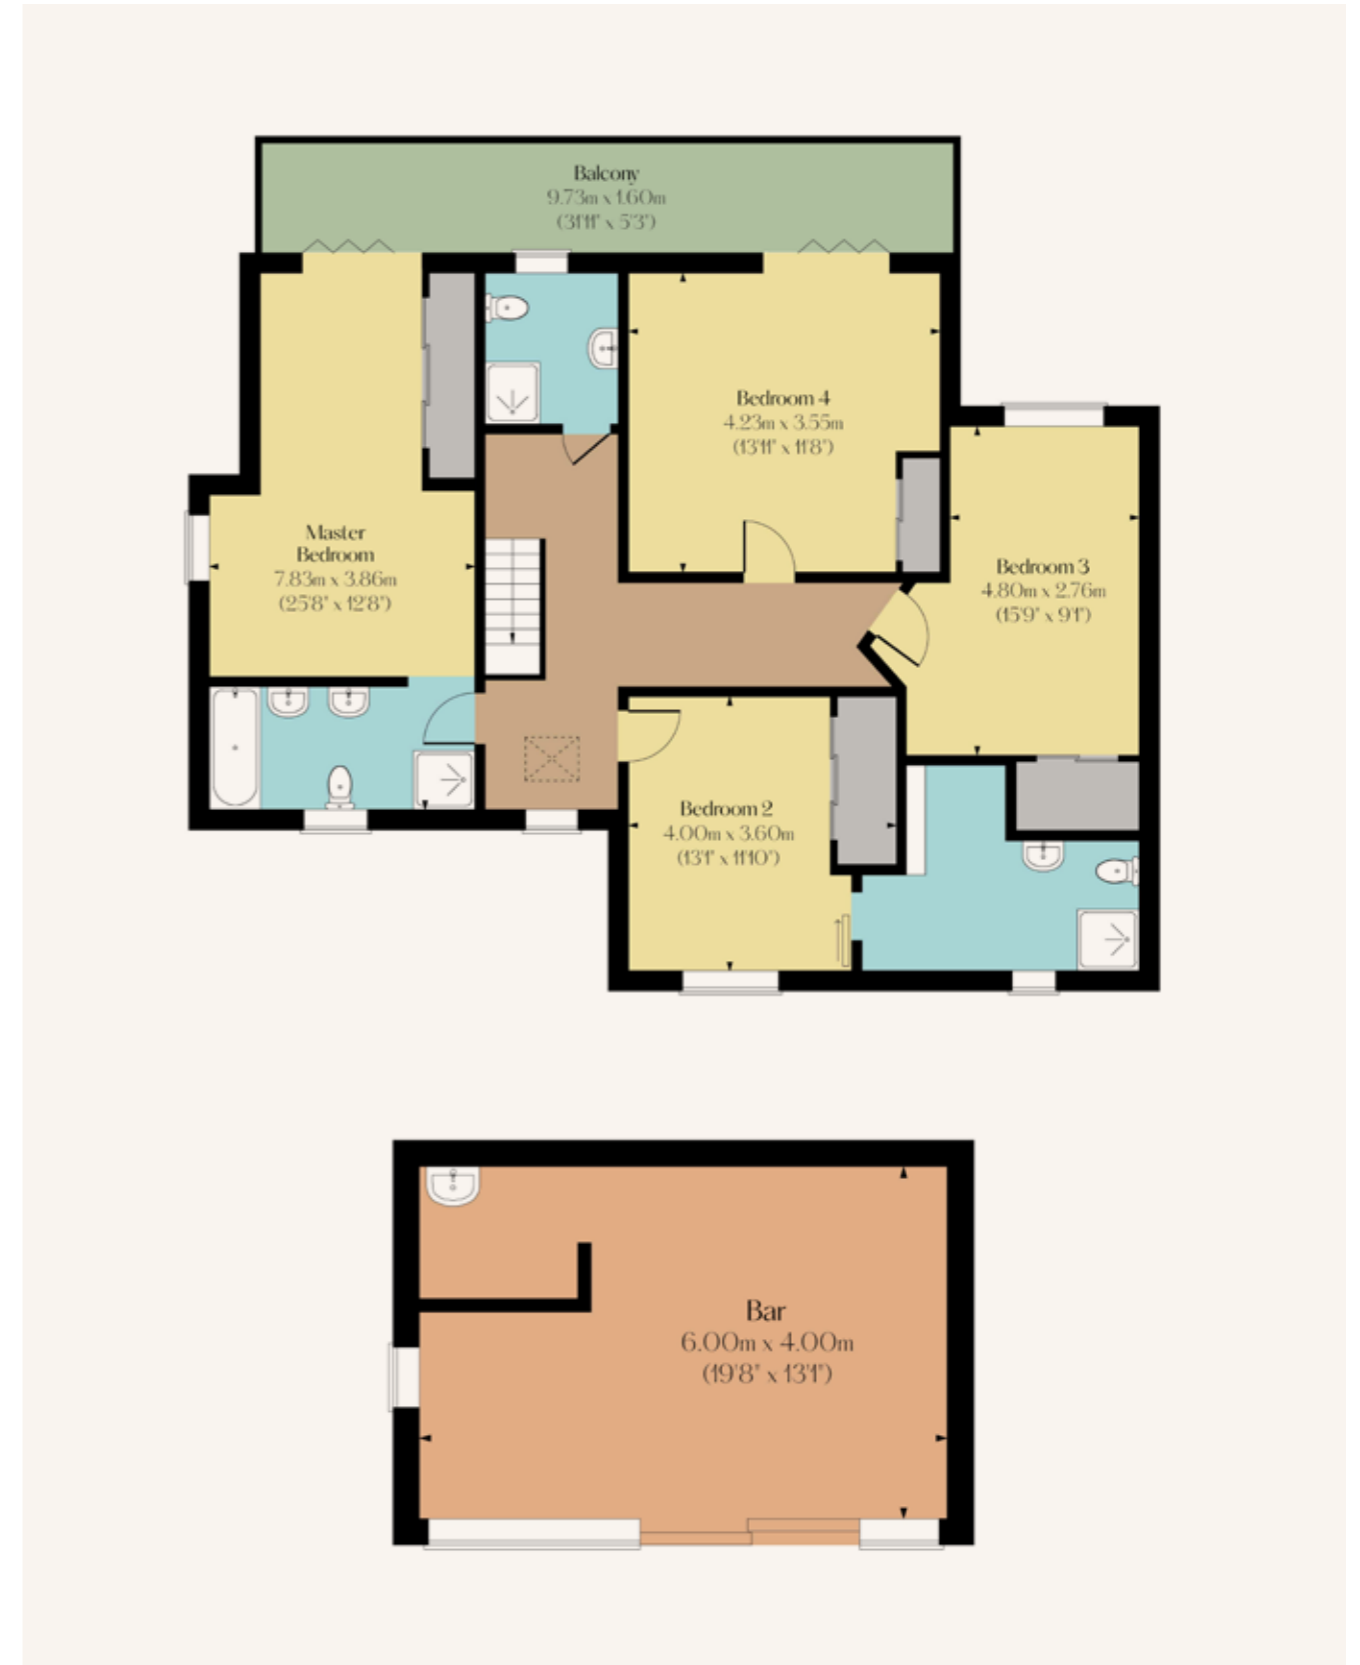 Balcony
9.73m x 1.60m
(31'11" x 5'3")
Bedroom 4
4.23m x 3.55m
(13'11" x 11'8")
Master
Bedroom
7.83m x 3.86m
(25'8" x 12'8")
Bedroom 3
4.80m x 2.76m
(15'9" x 9'1")
Bedroom 2
4.00m x 3.60m
(13'1" x 11'10")
Bar
6.00m x 4.00m
(19'8" x 13'1")